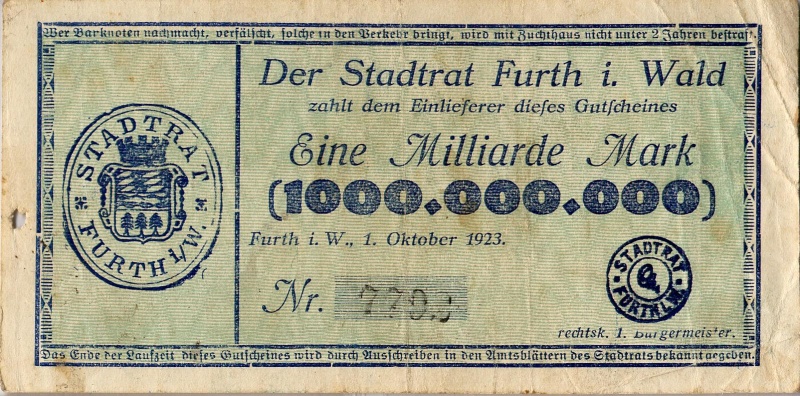 Wer Banknoten nachmacht, verfälscht, solche in den Verkehr bringt, wird mit Zuchthaus nicht unter 2 Jahren bestraft.
STADTRAT
FURTH i/W.
Der Stadtrat Furth i. Wald
zahlt dem Einlieferer dieſes Gutſcheines
Eine Milliarde Mark
(1000.000.000)
Furth i. W., 1. Oktober 1923.
Nr.
STADTRAT
FURTH i. W.
rechtsk. 1. Bürgermeister.
Das Ende der Laufzeit dieses Gutscheines wird durch Ausschreiben in den Amtsblättern des Stadtrats bekannt gegeben.